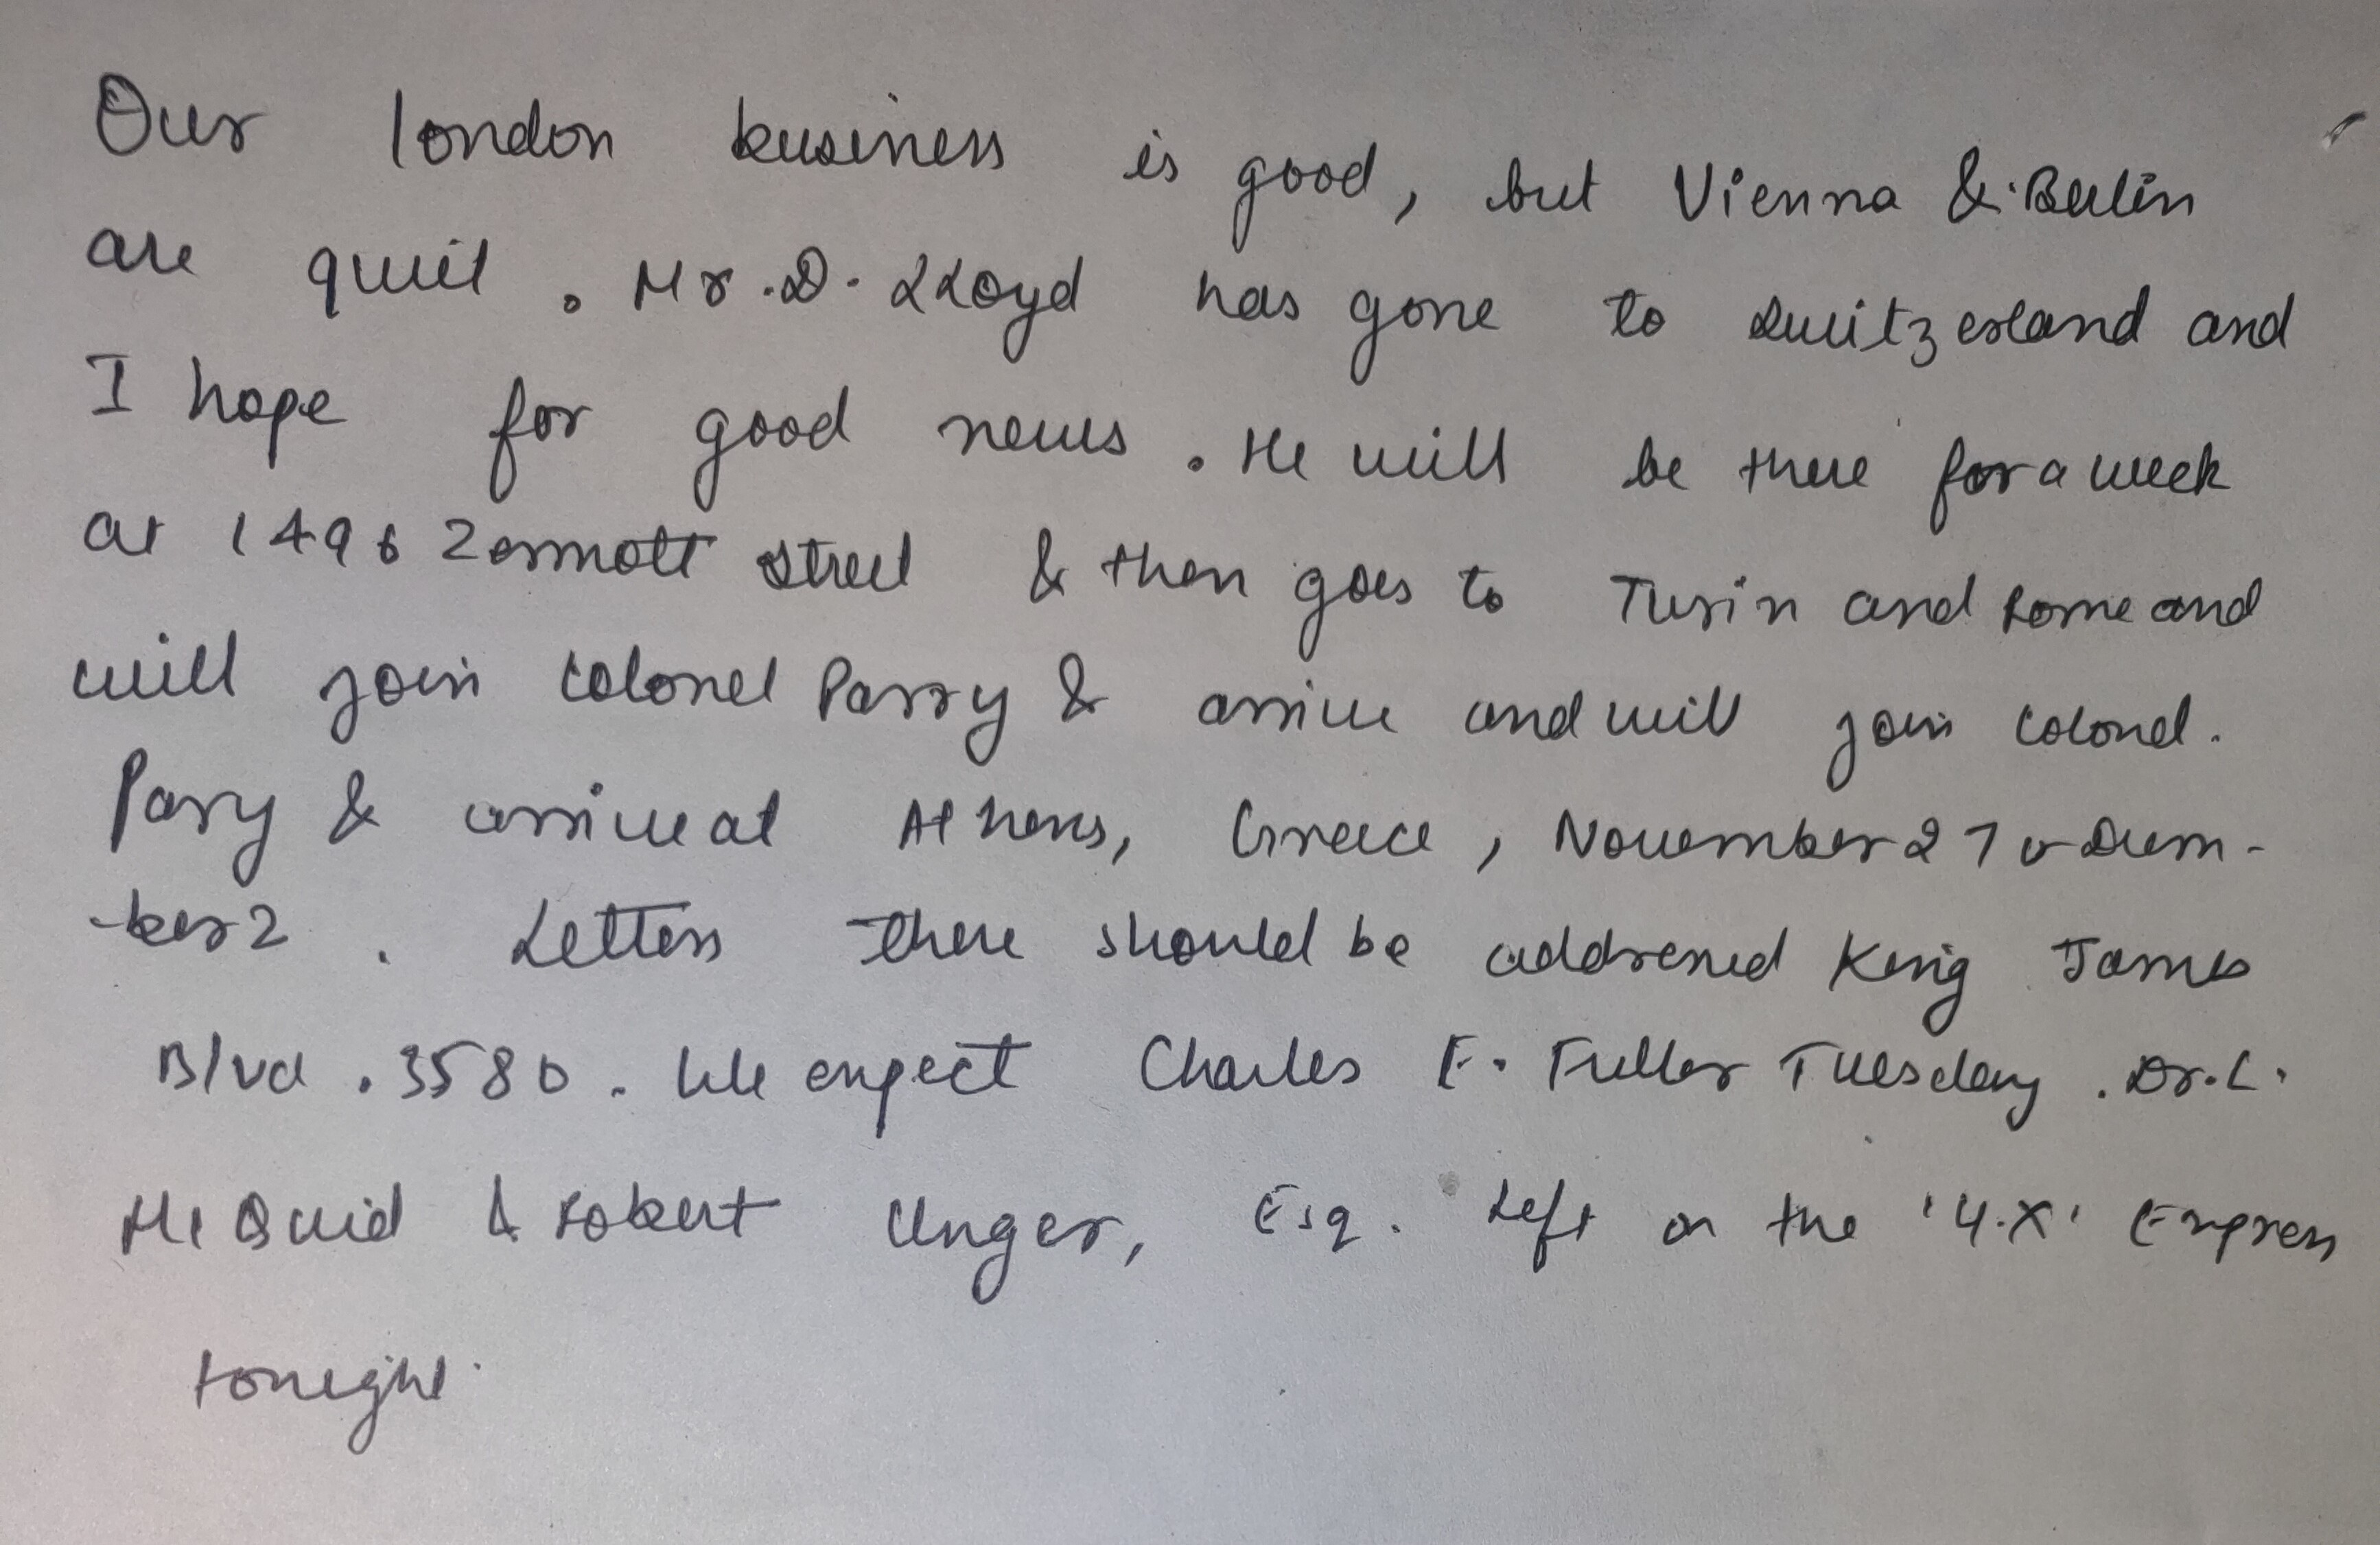 Our london business is good, but Vienna & Berlin
are quiet. Mr. D. LLoyd has gone to Switzerland and
I hope for good news. He will be there for a week
at 1496 Zermott street & then goes to Turin and Rome and
will join Colonel Parry & arrive and will join Colonel.
Parry & arrive at Athens, Greece, November 27 or Decem-
-ber 2. Letters there should be addressed King James
Blvd. 3580. We expect Charles E. Fuller Tuesday. Dr. L.
Mc Quid & Robert Unger, Esq. Left on the 'Y.X' Express
tonight.